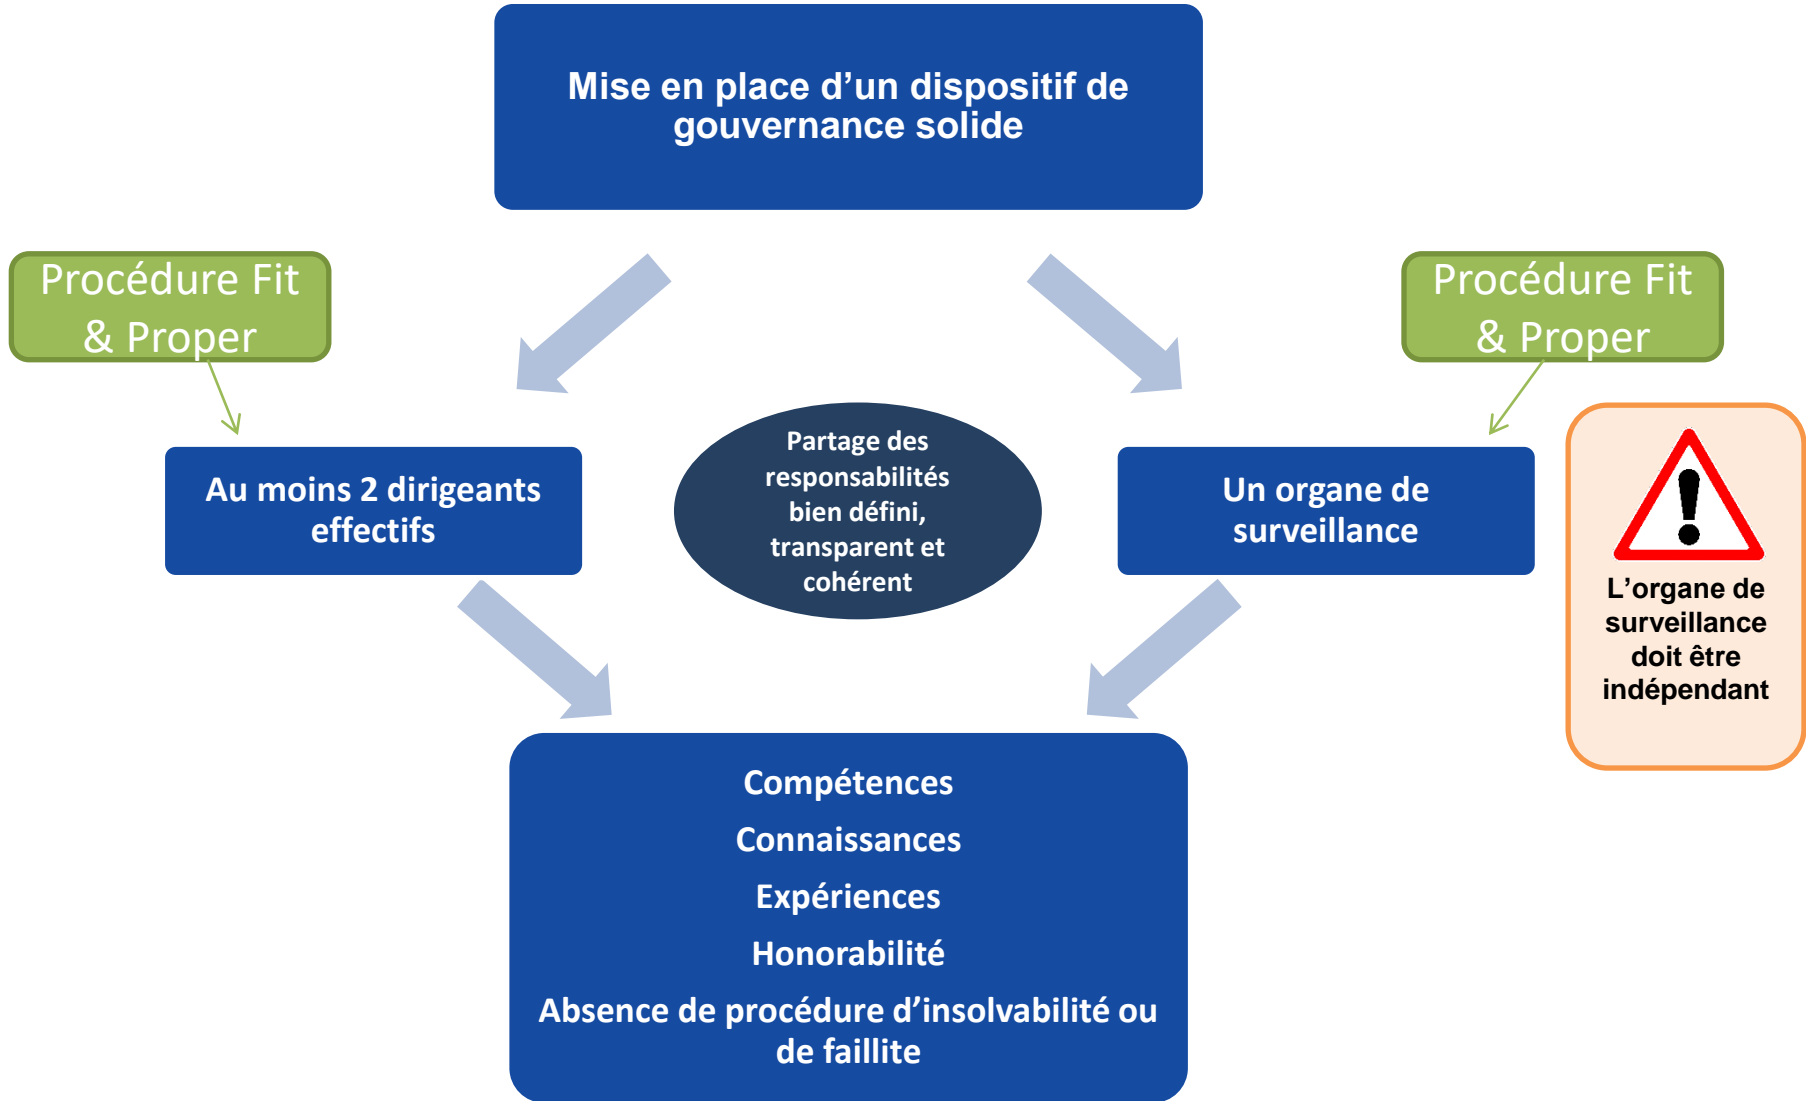 Mise en place d’un dispositif de
gouvernance solide
Procédure Fit
& Proper
Procédure Fit
& Proper
Au moins 2 dirigeants
effectifs
Partage des
responsabilités
bien défini,
transparent et
cohérent
Un organe de
surveillance
L’organe de
surveillance
doit être
indépendant
Compétences
Connaissances
Expériences
Honorabilité
Absence de procédure d’insolvabilité ou
de faillite